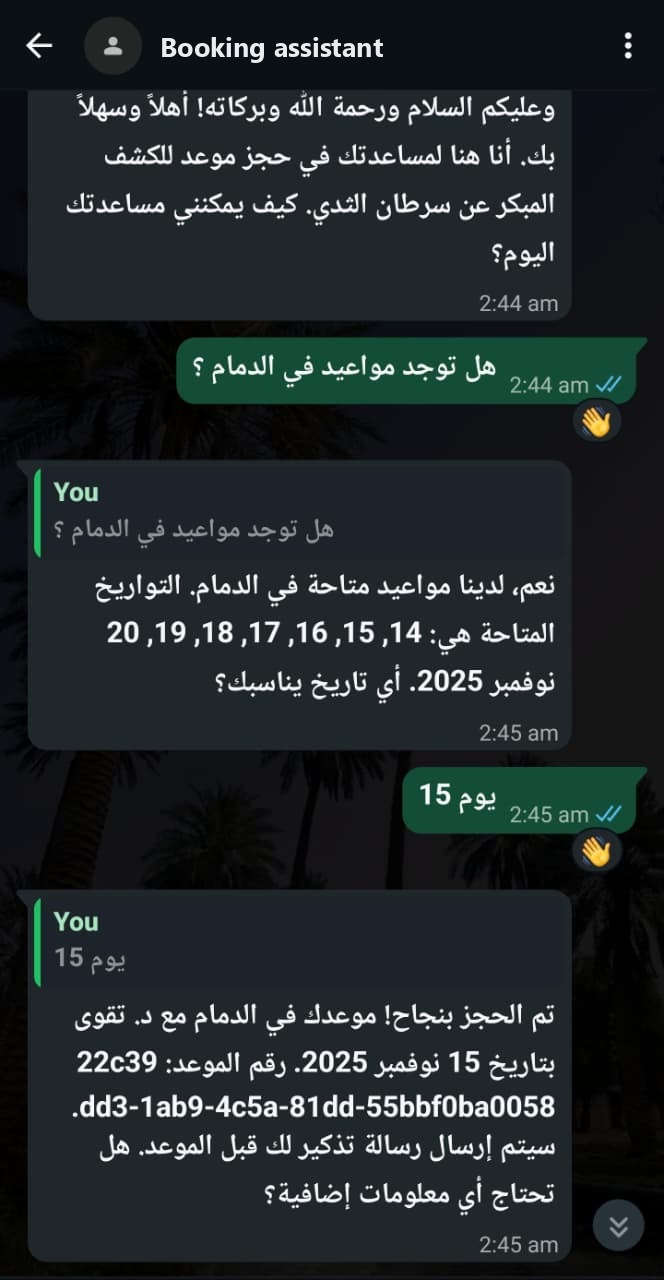 Booking assistant
وعليكم السلام ورحمة الله وبركاته! أهلاً وسهلاً
بك. أنا هنا لمساعدتك في حجز موعد للكشف
المبكر عن سرطان الثدي. كيف يمكنني مساعدتك
اليوم؟
2:44 am
هل توجد مواعيد في الدمام ؟
2:44 am
You
هل توجد مواعيد في الدمام ؟
نعم، لدينا مواعيد متاحة في الدمام. التواريخ
المتاحة هي: 14, 15, 16, 17, 18, 19, 20
نوفمبر 2025. أي تاريخ يناسبك؟
2:45 am
يوم 15
2:45 am
You
يوم 15
تم الحجز بنجاح! موعدك في الدمام مع د. تقوى
بتاريخ 15 نوفمبر 2025. رقم الموعد: 22c39
dd3-1ab9-4c5a-81dd-55bbf0ba0058.
سيتم إرسال رسالة تذكير لك قبل الموعد. هل
تحتاج أي معلومات إضافية؟
2:45 am